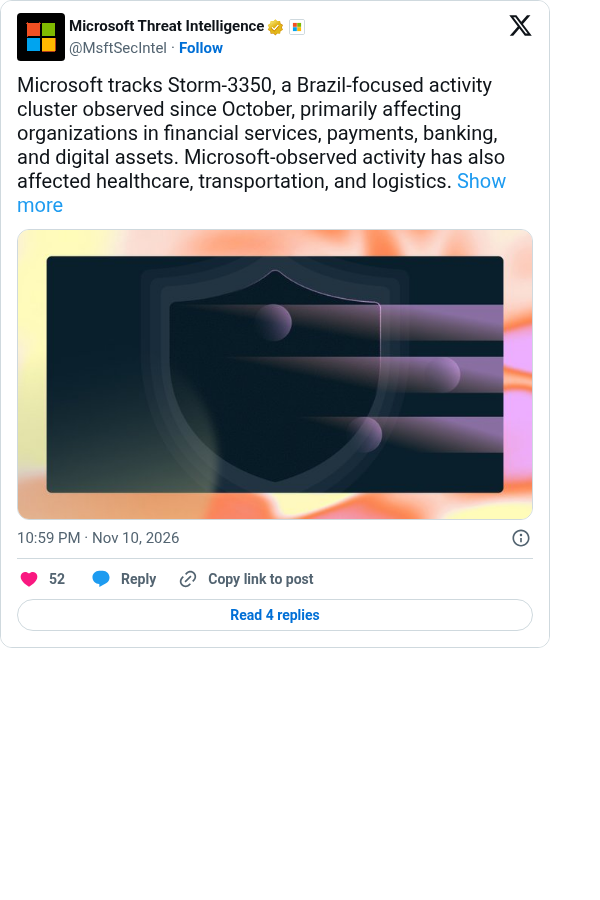 Microsoft Threat Intelligence
@MsftSecIntel · Follow
Microsoft tracks Storm-3350, a Brazil-focused activity
cluster observed since October, primarily affecting
organizations in financial services, payments, banking,
and digital assets. Microsoft-observed activity has also
affected healthcare, transportation, and logistics. Show
more
10:59 PM · Nov 10, 2026
52 Reply Copy link to post
Read 4 replies